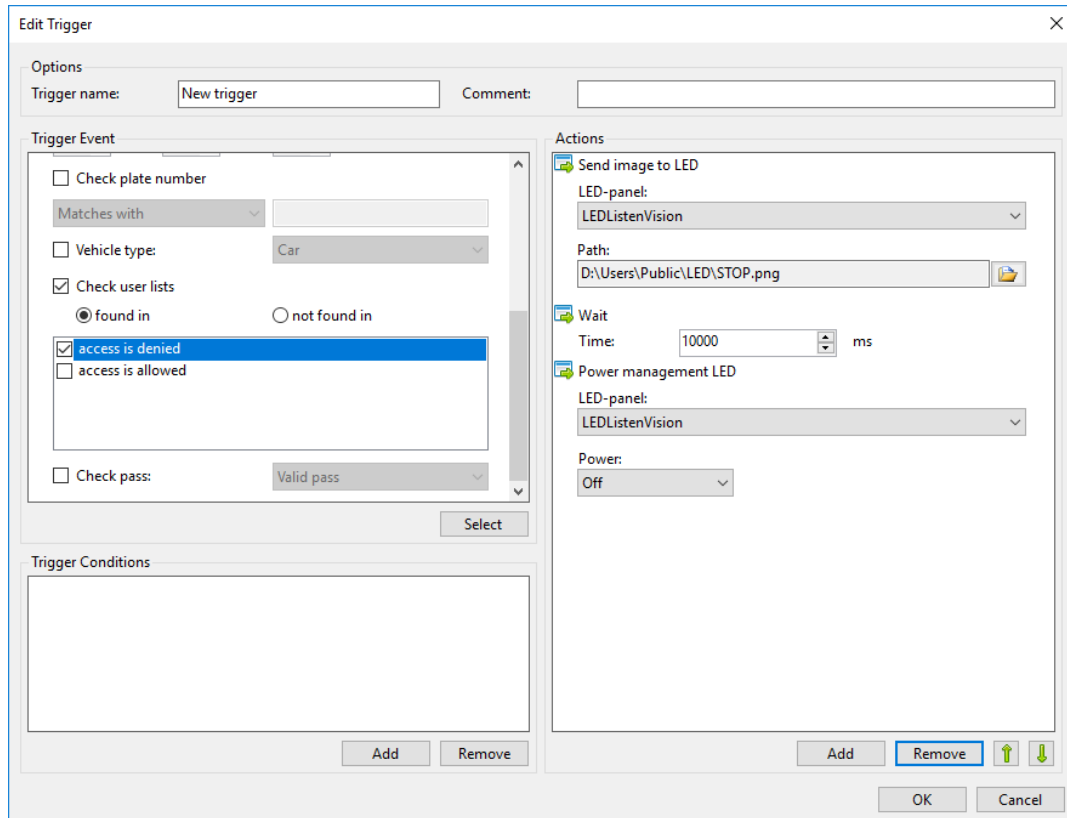 Edit Trigger
Options
Trigger name: New trigger Comment:
Trigger Event
Check plate number
Matches with
Vehicle type: Car
Check user lists
found in not found in
access is denied
access is allowed
Check pass: Valid pass
Select
Trigger Conditions
Add Remove
Actions
Send image to LED
LED-panel:
LEDListenVision
Path:
D:\Users\Public\LED\STOP.png
Wait
Time: 10000 ms
Power management LED
LED-panel:
LEDListenVision
Power:
Off
Add Remove
OK Cancel